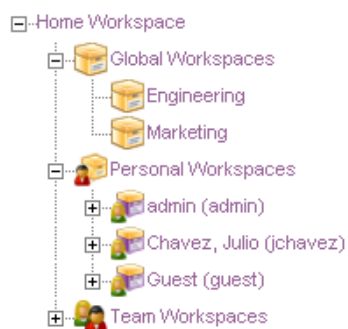 Home Workspace
Global Workspaces
Engineering
Marketing
Personal Workspaces
admin (admin)
Chavez, Julio (jchavez)
Guest (guest)
Team Workspaces